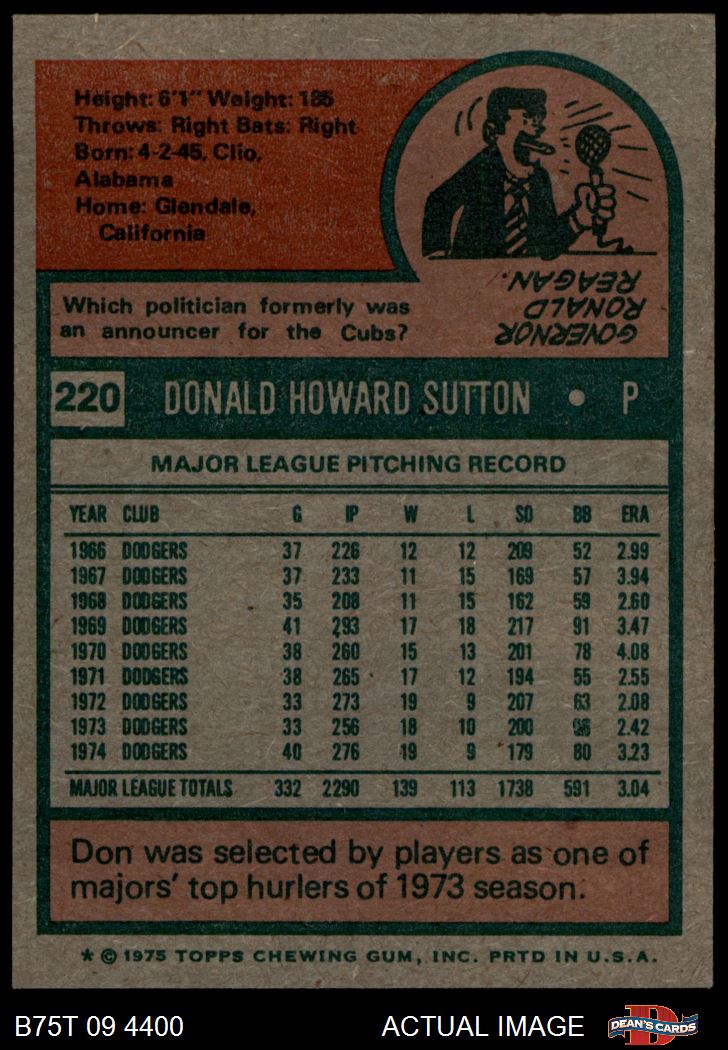 Height: 6'1" Weight: 185
Throws: Right Bats: Right
Born: 4-2-45, Clio,
Alabama
Home: Glendale,
California
Which politician formerly was
an announcer for the Cubs?
GOVERNOR
RONALD
REAGAN.
220 DONALD HOWARD SUTTON • P
MAJOR LEAGUE PITCHING RECORD
YEAR CLUB G IP W L SO BB ERA
1966 DODGERS 37 226 12 12 209 52 2.99
1967 DODGERS 37 233 11 15 169 57 3.94
1968 DODGERS 35 208 11 15 162 59 2.60
1969 DODGERS 41 293 17 18 217 91 3.47
1970 DODGERS 38 260 15 13 201 78 4.08
1971 DODGERS 38 265 17 12 194 55 2.55
1972 DODGERS 33 273 19 9 207 63 2.08
1973 DODGERS 33 256 18 10 200 2.42
1974 DODGERS 40 276 19 9 179 80 3.23
MAJOR LEAGUE TOTALS 332 2290 139 113 1738 591 3.04
Don was selected by players as one of
majors' top hurlers of 1973 season.
* © 1975 TOPPS CHEWING GUM, INC. PRTD IN U.S.A.
B75T 09 4400 ACTUAL IMAGE DEAN'S CARDS